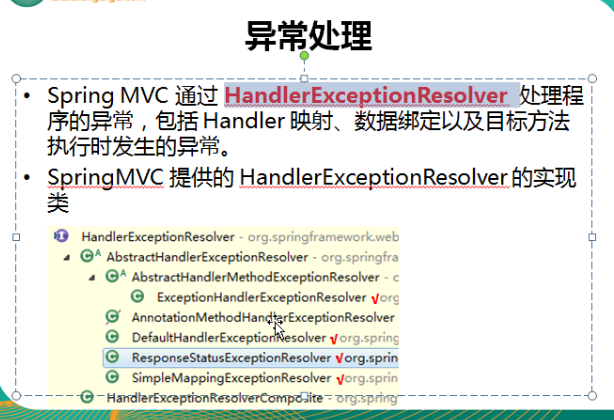 异常处理
• Spring MVC 通过 HandlerExceptionResolver 处理程
序的异常，包括 Handler 映射、数据绑定以及目标方法
执行时发生的异常。
• SpringMVC 提供的 HandlerExceptionResolver 的实现
类
HandlerExceptionResolver - org.springframework.web
AbstractHandlerExceptionResolver - org.springfra
AbstractHandlerMethodExceptionResolver - o
ExceptionHandlerExceptionResolver √org
AnnotationMethodHandlerExceptionResolver
DefaultHandlerExceptionResolver √org.spring
ResponseStatusExceptionResolver √org.sprin
SimpleMappingExceptionResolver √org.sprin
HandlerExceptionResolverComposite - org.spring